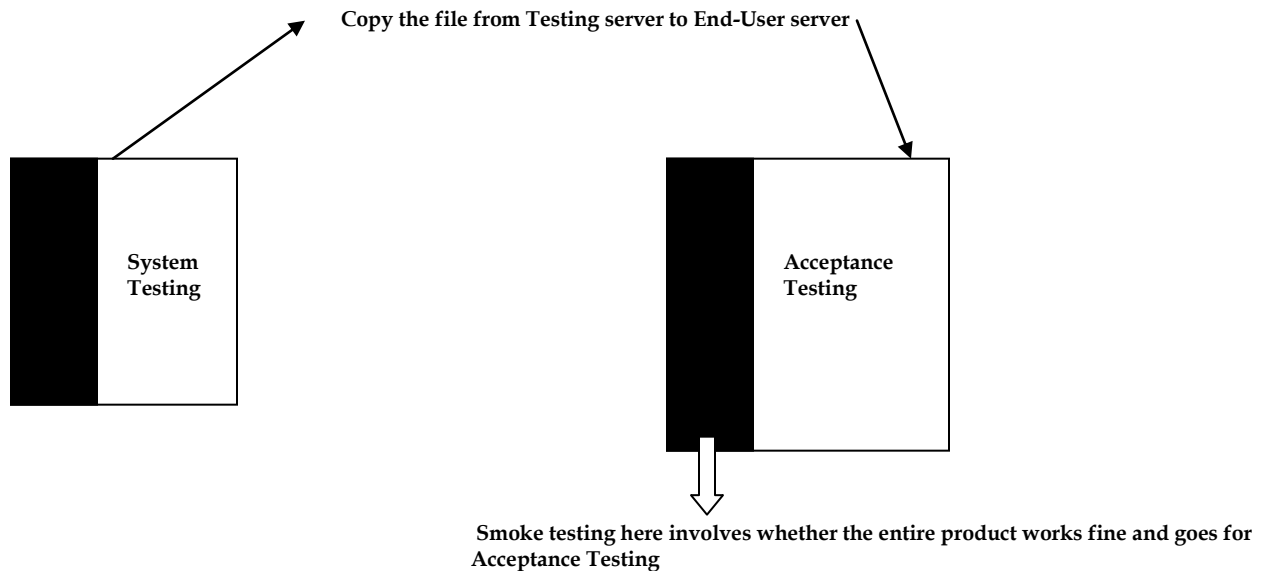 Copy the file from Testing server to End-User server
System
Testing
Acceptance
Testing
Smoke testing here involves whether the entire product works fine and goes for
Acceptance Testing